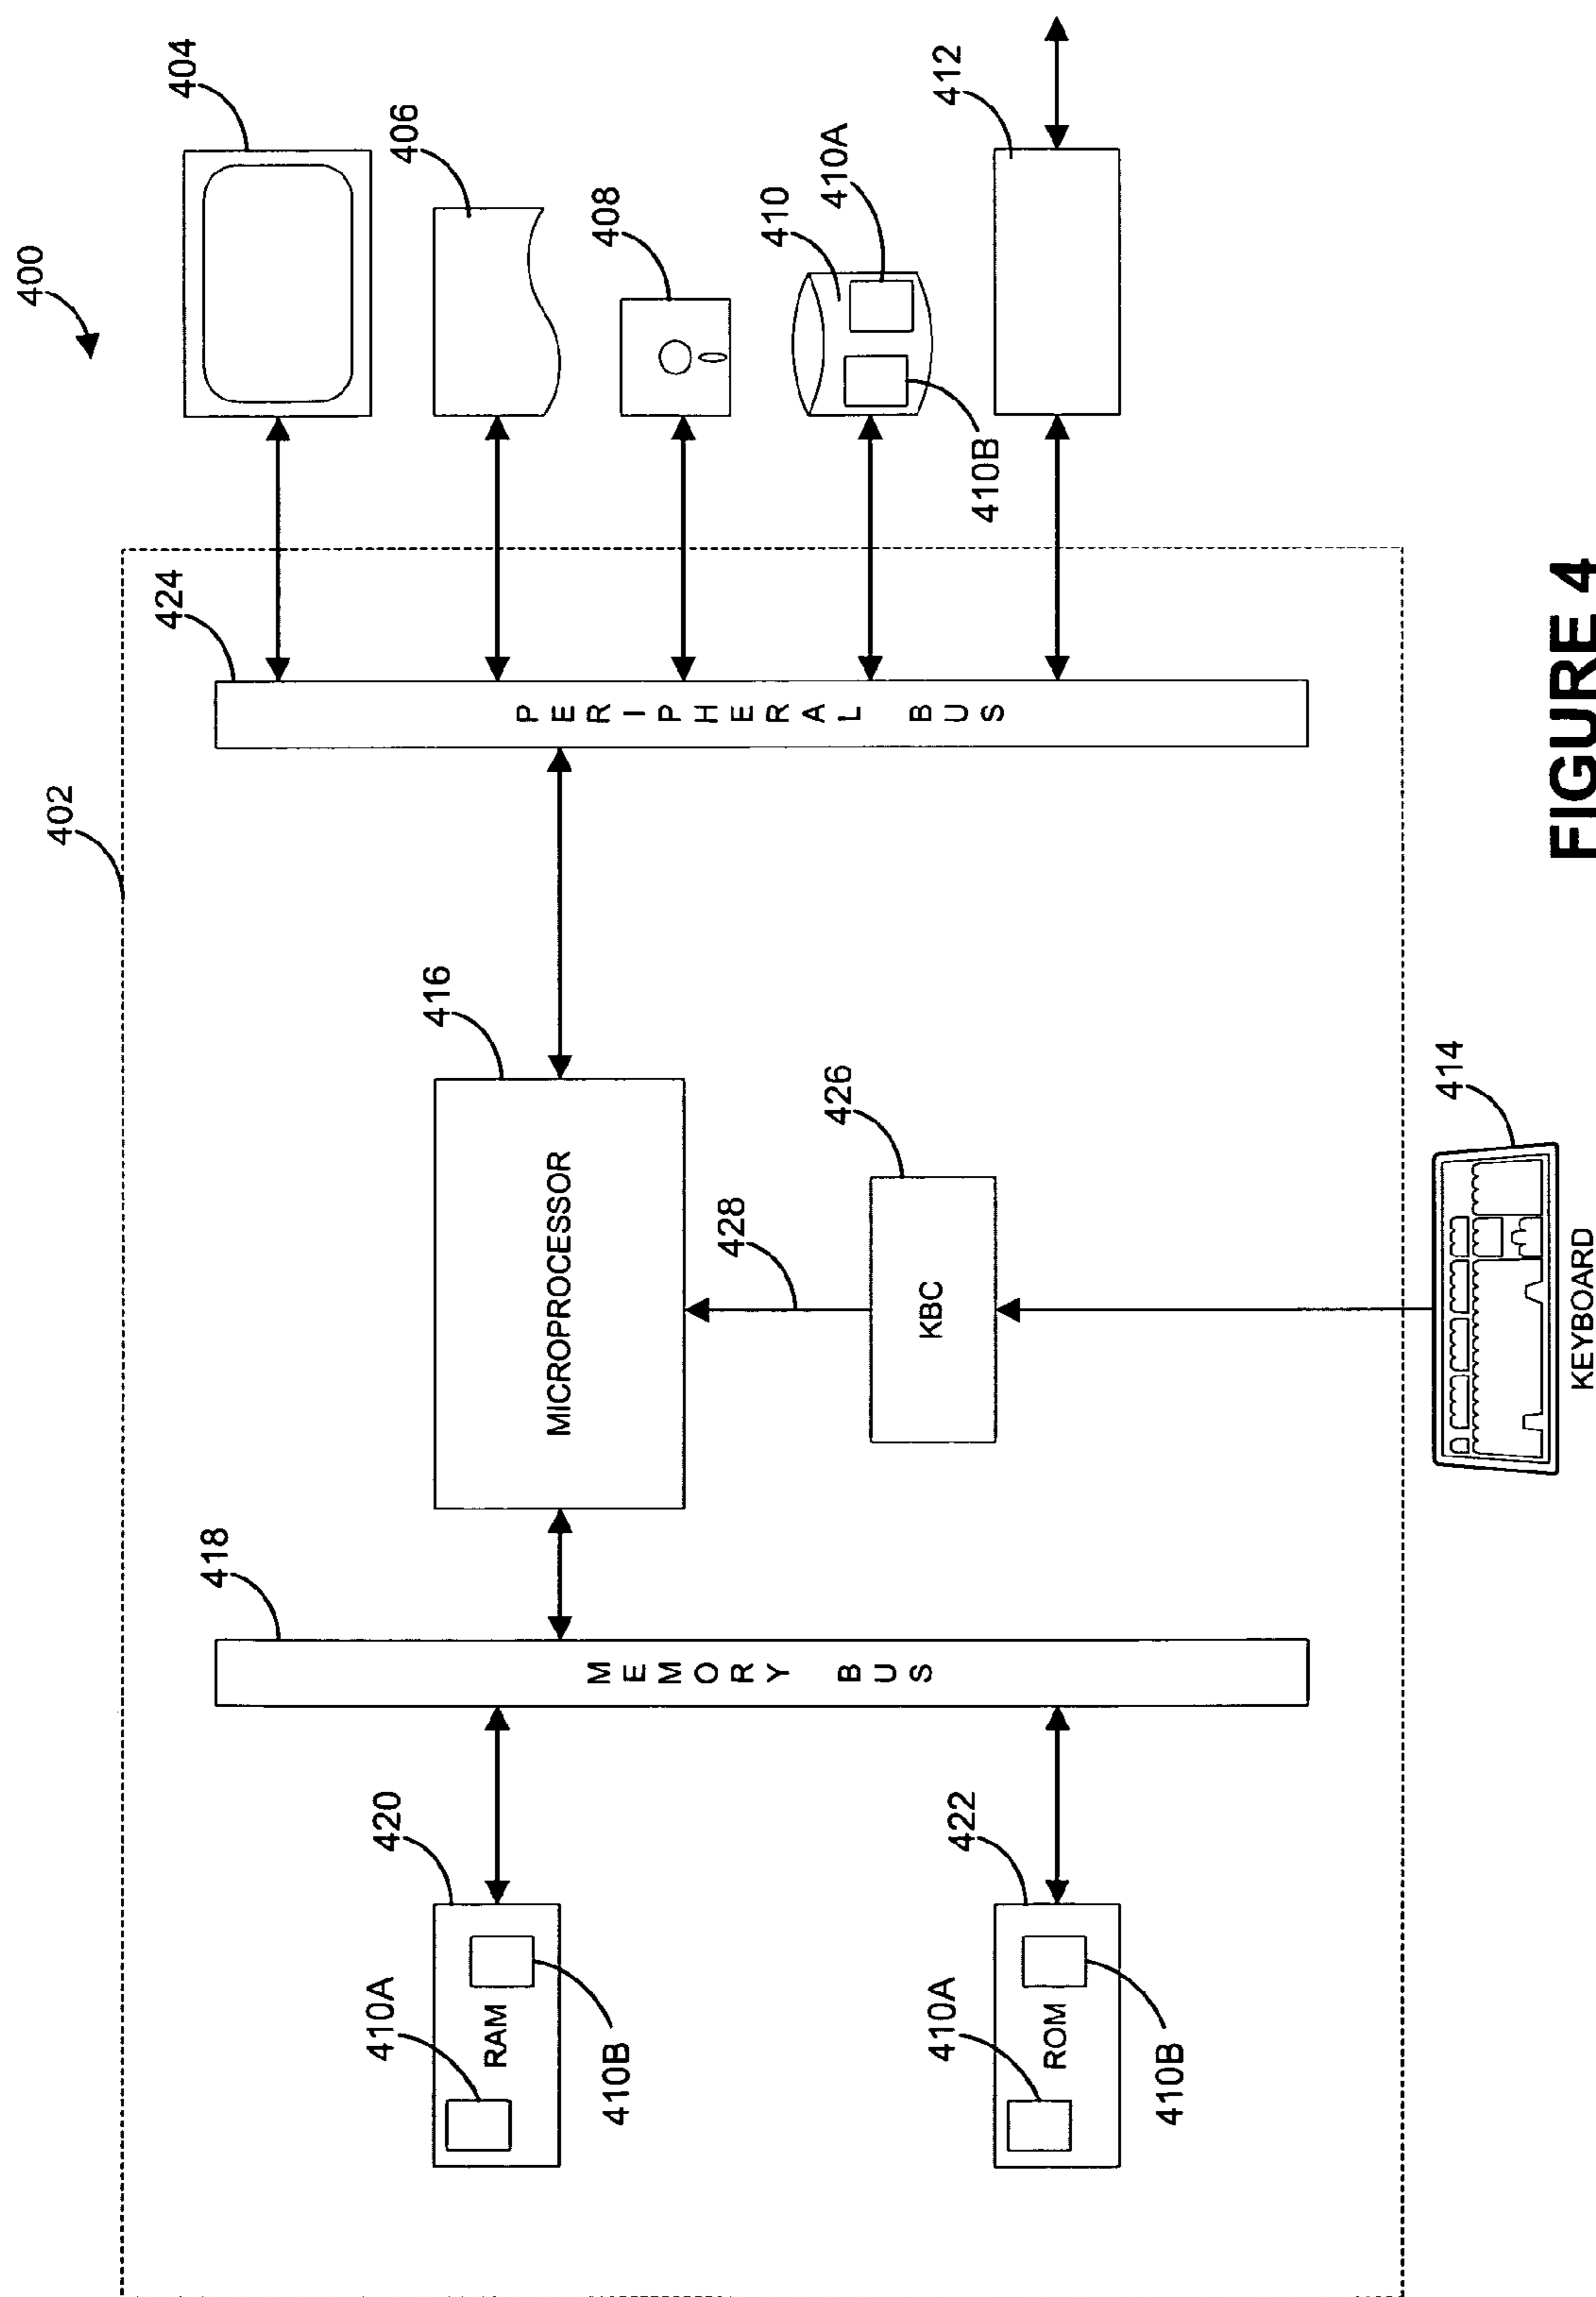 400
402
404
406
408
410
410A
410B
412
424
PERIPHERAL BUS
416
MICROPROCESSOR
428
426
KBC
414
KEYBOARD
418
MEMORY BUS
420
410A
RAM
410B
422
410A
ROM
410B
FIGURE 4